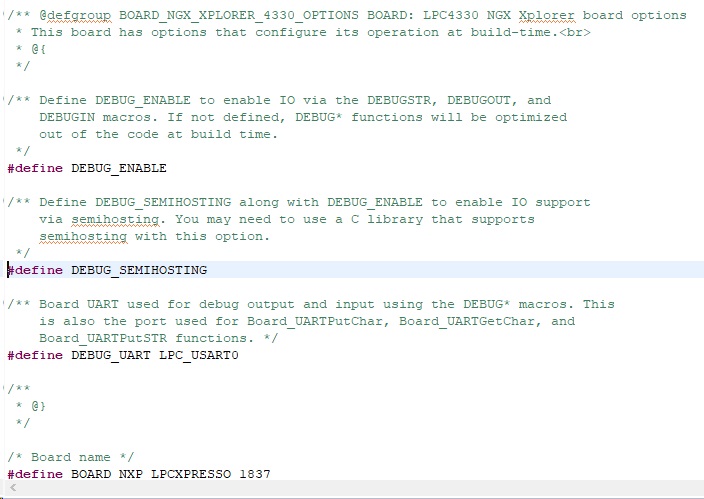 /** @defgroup BOARD_NGX_XPLORER_4330_OPTIONS BOARD: LPC4330 NGX Xplorer board options
 * This board has options that configure its operation at build-time.<br>
 * @{
 */
/** Define DEBUG_ENABLE to enable IO via the DEBUGSTR, DEBUGOUT, and
    DEBUGIN macros. If not defined, DEBUG* functions will be optimized
    out of the code at build time.
 */
#define DEBUG_ENABLE
/** Define DEBUG_SEMIHOSTING along with DEBUG_ENABLE to enable IO support
    via semihosting. You may need to use a C library that supports
    semihosting with this option.
 */
#define DEBUG_SEMIHOSTING
/** Board UART used for debug output and input using the DEBUG* macros. This
    is also the port used for Board_UARTPutChar, Board_UARTGetChar, and
    Board_UARTPutSTR functions. */
#define DEBUG_UART LPC_USART0
/**
 * @}
 */
/* Board name */
#define BOARD_NXP_LPCXPRESSO_1837